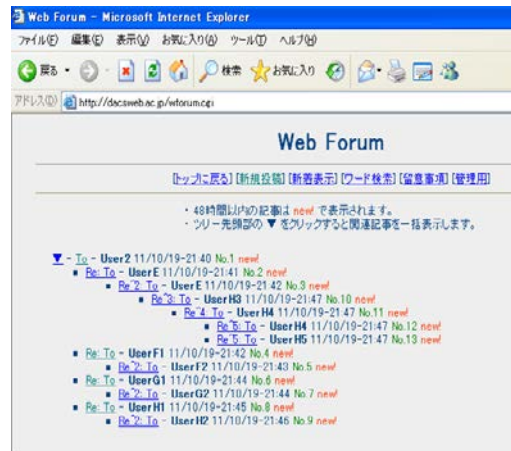 Web Forum - Microsoft Internet Explorer
ファイル(F) 編集(E) 表示(V) お気に入り(A) ツール(T) ヘルプ(H)
戻る 検索 お気に入り
アドレス(D) http://dacsweb.ac.jp/wforum.cgi
Web Forum
[トップに戻る] [新規投稿] [新着表示] [ワード検索] [留意事項] [管理用]
・48時間以内の記事は new! で表示されます。
・ツリー先頭部の ▼ をクリックすると関連記事を一括表示します。
▼ - To - User2 11/10/19-21:40 No.1 new!
Re: To - UserE 11/10/19-21:41 No.2 new!
Re^2: To - UserE 11/10/19-21:42 No.3 new!
Re^3: To - UserH3 11/10/19-21:47 No.10 new!
Re^4: To - UserH4 11/10/19-21:47 No.11 new!
Re^5: To - UserH4 11/10/19-21:47 No.12 new!
Re^5: To - UserH5 11/10/19-21:47 No.13 new!
Re: To - UserF1 11/10/19-21:42 No.4 new!
Re^2: To - UserF2 11/10/19-21:43 No.5 new!
Re: To - UserG1 11/10/19-21:44 No.6 new!
Re^2: To - UserG2 11/10/19-21:44 No.7 new!
Re: To - UserH1 11/10/19-21:45 No.8 new!
Re^2: To - UserH2 11/10/19-21:46 No.9 new!